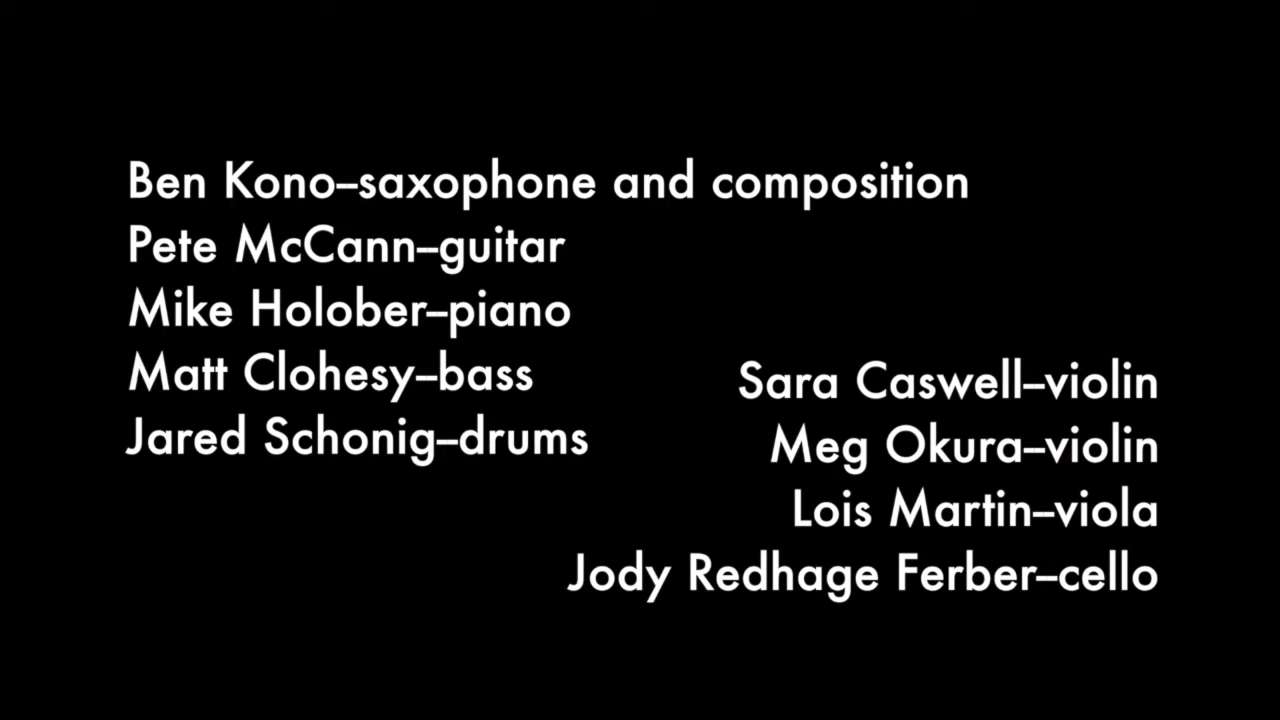 Ben Kono–saxophone and composition
Pete McCann–guitar
Mike Holober–piano
Matt Clohesy–bass
Jared Schonig–drums
Sara Caswell–violin
Meg Okura–violin
Lois Martin–viola
Jody Redhage Ferber–cello